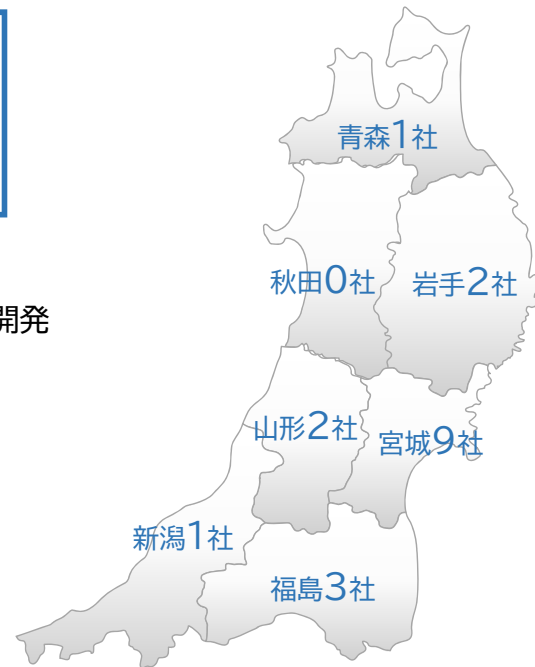 青森1社
秋田0社
岩手2社
開発
山形2社
宮城9社
新潟1社
福島3社